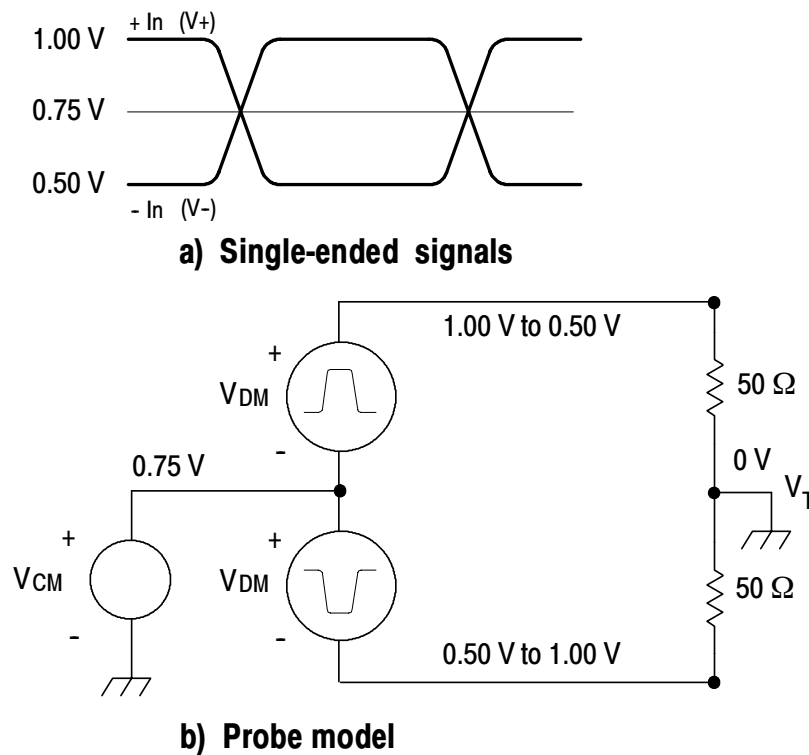 + In (V+)
1.00 V
0.75 V
0.50 V
- In (V-)
a) Single-ended signals
1.00 V to 0.50 V
+
VDM
50 Ω
-
0.75 V
0 V
VT
+
+
VCM
VDM
50 Ω
-
-
0.50 V to 1.00 V
b) Probe model